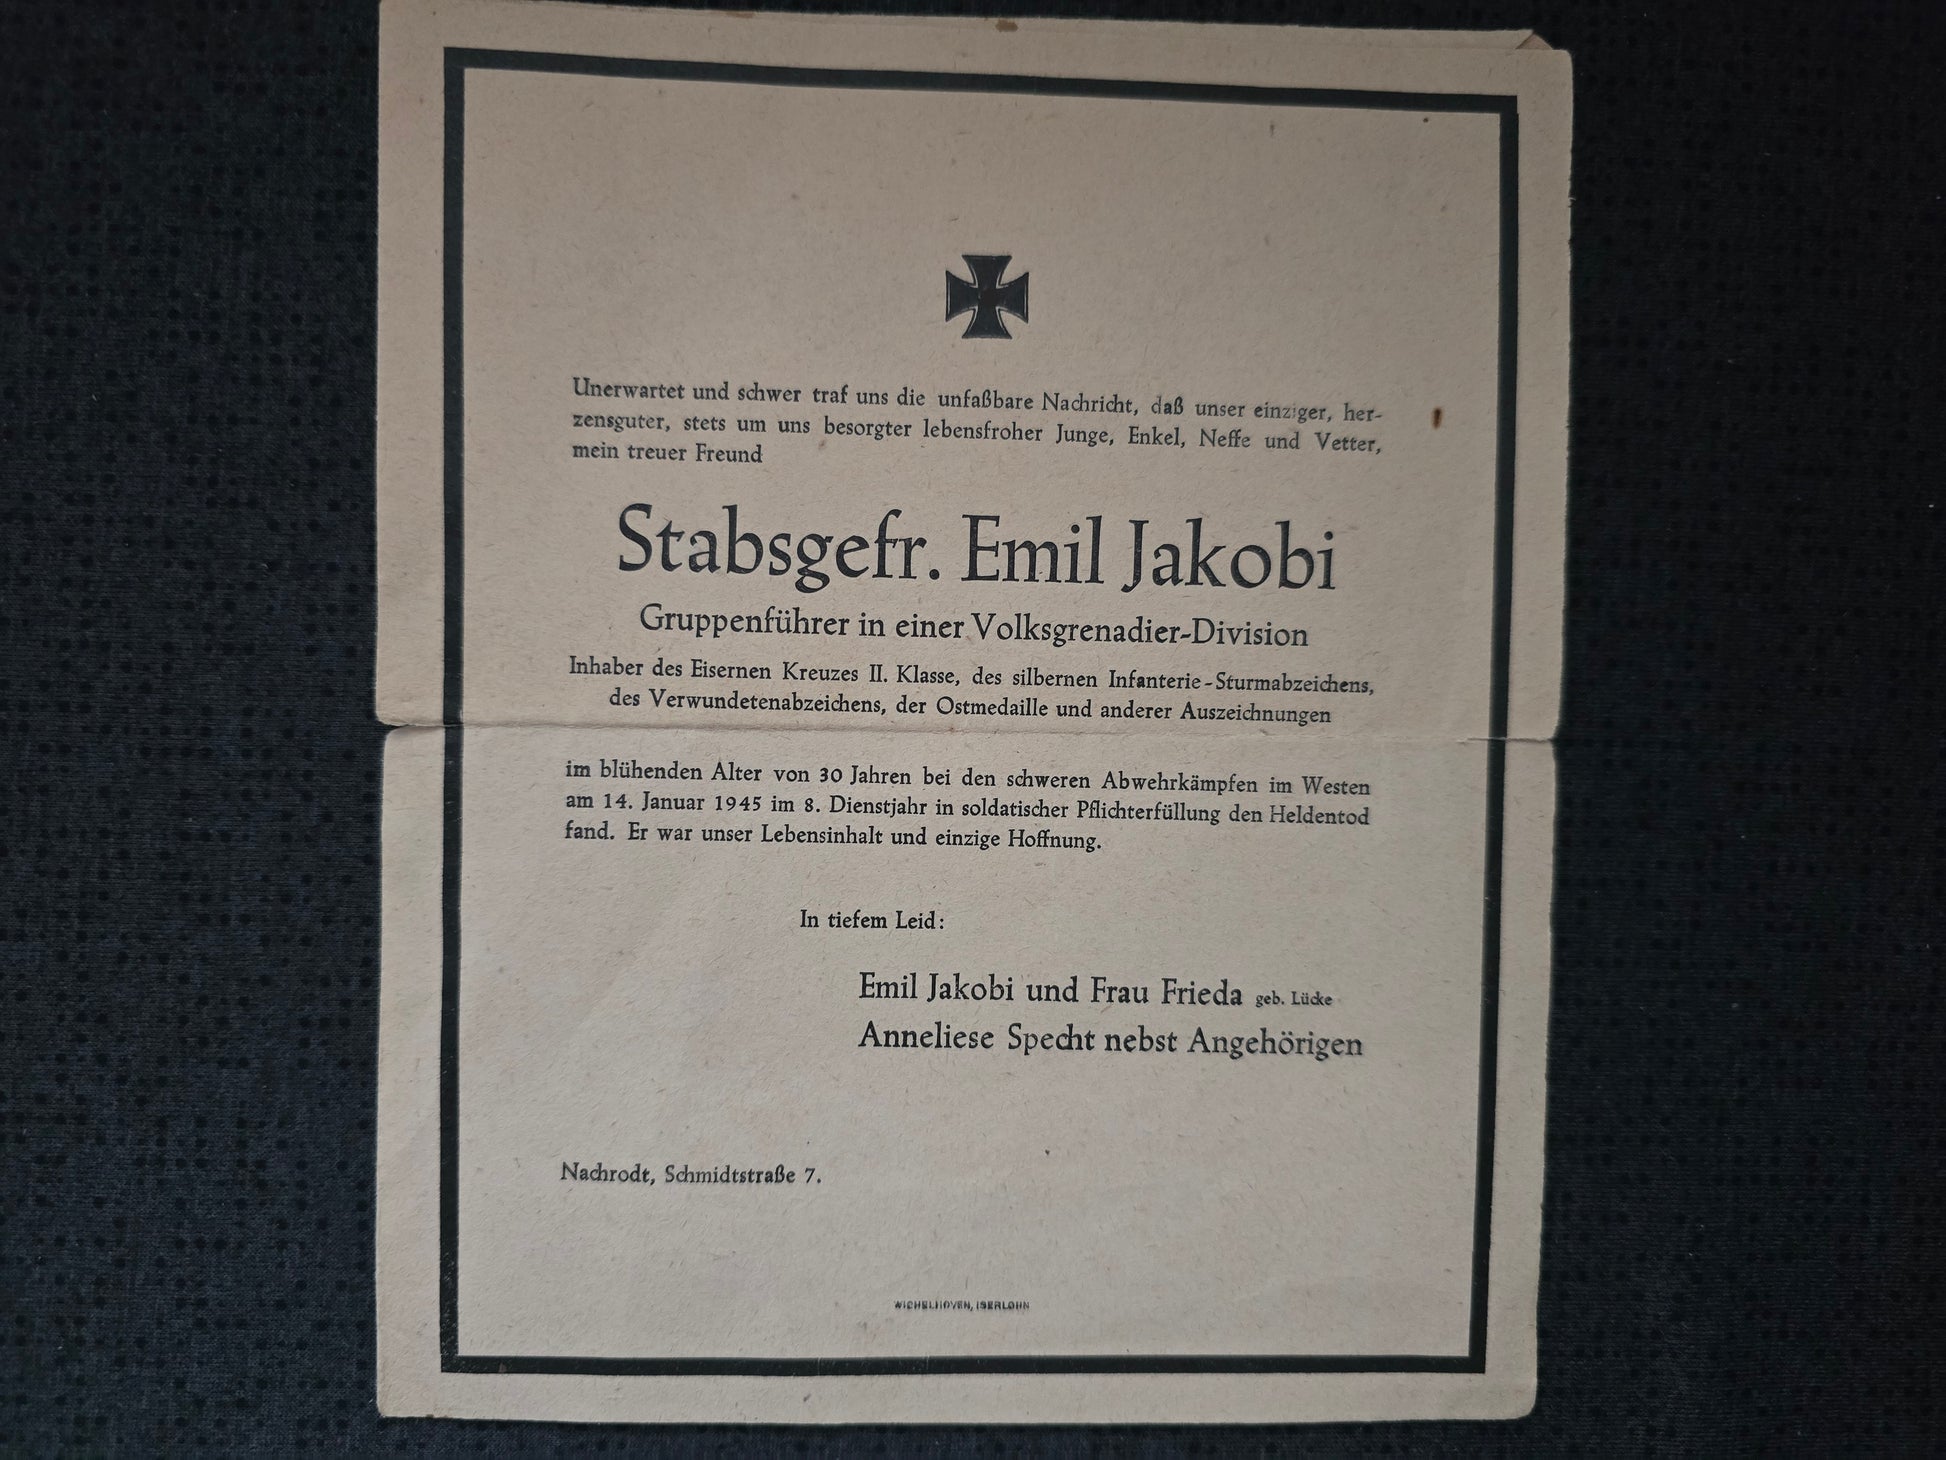 Unerwartet und schwer traf uns die unfaßbare Nachricht, daß unser einziger, her-
zensguter, stets um uns besorgter lebensfroher Junge, Enkel, Neffe und Vetter,
mein treuer Freund
Stabsgefr. Emil Jakobi
Gruppenführer in einer Volksgrenadier-Division
Inhaber des Eisernen Kreuzes II. Klasse, des silbernen Infanterie-Sturmabzeichens,
des Verwundetenabzeichens, der Ostmedaille und anderer Auszeichnungen
im blühenden Alter von 30 Jahren bei den schweren Abwehrkämpfen im Westen
am 14. Januar 1945 im 8. Dienstjahr in soldatischer Pflichterfüllung den Heldentod
fand. Er war unser Lebensinhalt und einzige Hoffnung.
In tiefem Leid:
Emil Jakobi und Frau Frieda geb. Lücke
Anneliese Specht nebst Angehörigen
Nachrodt, Schmidtstraße 7.
WICHELHOVEN, ISERLOHN